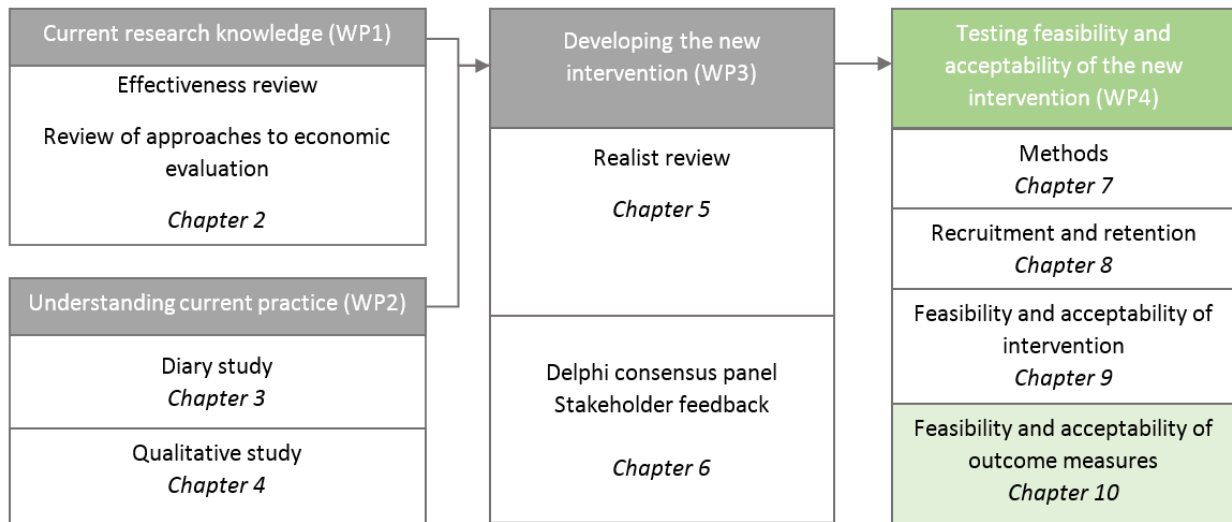 Current research knowledge (WP1)
Effectiveness review
Review of approaches to economic
evaluation
Chapter 2
Understanding current practice (WP2)
Diary study
Chapter 3
Qualitative study
Chapter 4
Developing the new
intervention (WP3)
Realist review
Chapter 5
Delphi consensus panel
Stakeholder feedback
Chapter 6
Testing feasibility and
acceptability of the new
intervention (WP4)
Methods
Chapter 7
Recruitment and retention
Chapter 8
Feasibility and acceptability of
intervention
Chapter 9
Feasibility and acceptability of
outcome measures
Chapter 10